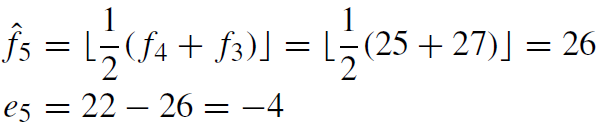 f̂₅ = ⌊½(f₄ + f₃)⌋ = ⌊½(25 + 27)⌋ = 26
e₅ = 22 − 26 = −4